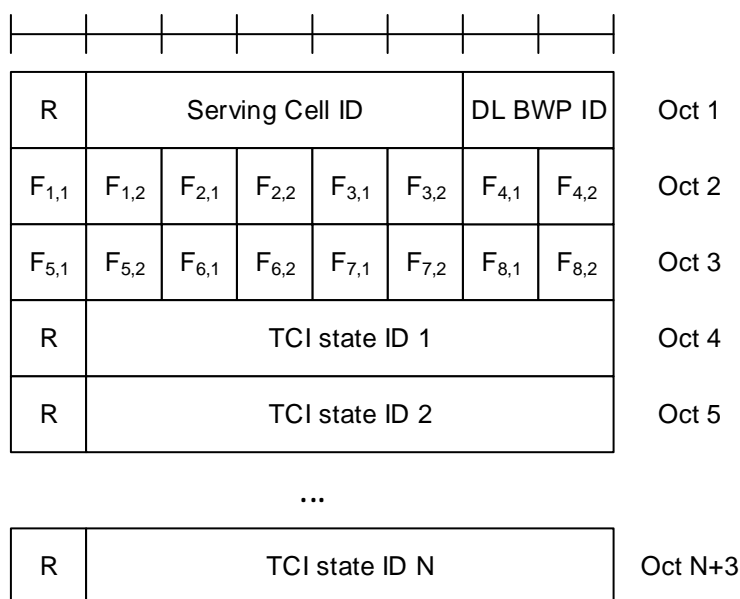 R Serving Cell ID DL BWP ID Oct 1
F1,1 F1,2 F2,1 F2,2 F3,1 F3,2 F4,1 F4,2 Oct 2
F5,1 F5,2 F6,1 F6,2 F7,1 F7,2 F8,1 F8,2 Oct 3
R TCI state ID 1 Oct 4
R TCI state ID 2 Oct 5
...
R TCI state ID N Oct N+3